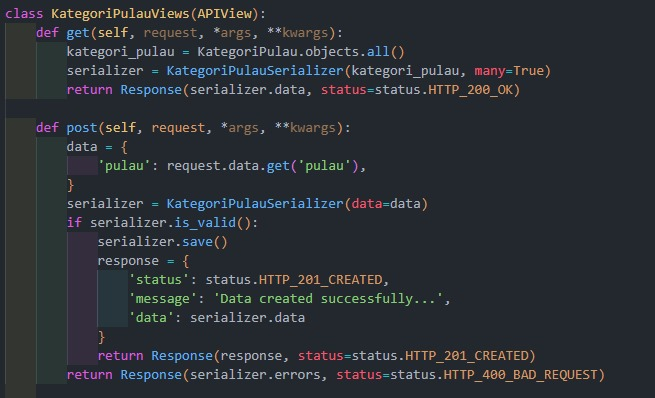 class KategoriPulauViews(APIView):
    def get(self, request, *args, **kwargs):
        kategori_pulau = KategoriPulau.objects.all()
        serializer = KategoriPulauSerializer(kategori_pulau, many=True)
        return Response(serializer.data, status=status.HTTP_200_OK)

    def post(self, request, *args, **kwargs):
        data = {
            'pulau': request.data.get('pulau'),
        }
        serializer = KategoriPulauSerializer(data=data)
        if serializer.is_valid():
            serializer.save()
            response = {
                'status': status.HTTP_201_CREATED,
                'message': 'Data created successfully...',
                'data': serializer.data
            }
            return Response(response, status=status.HTTP_201_CREATED)
        return Response(serializer.errors, status=status.HTTP_400_BAD_REQUEST)